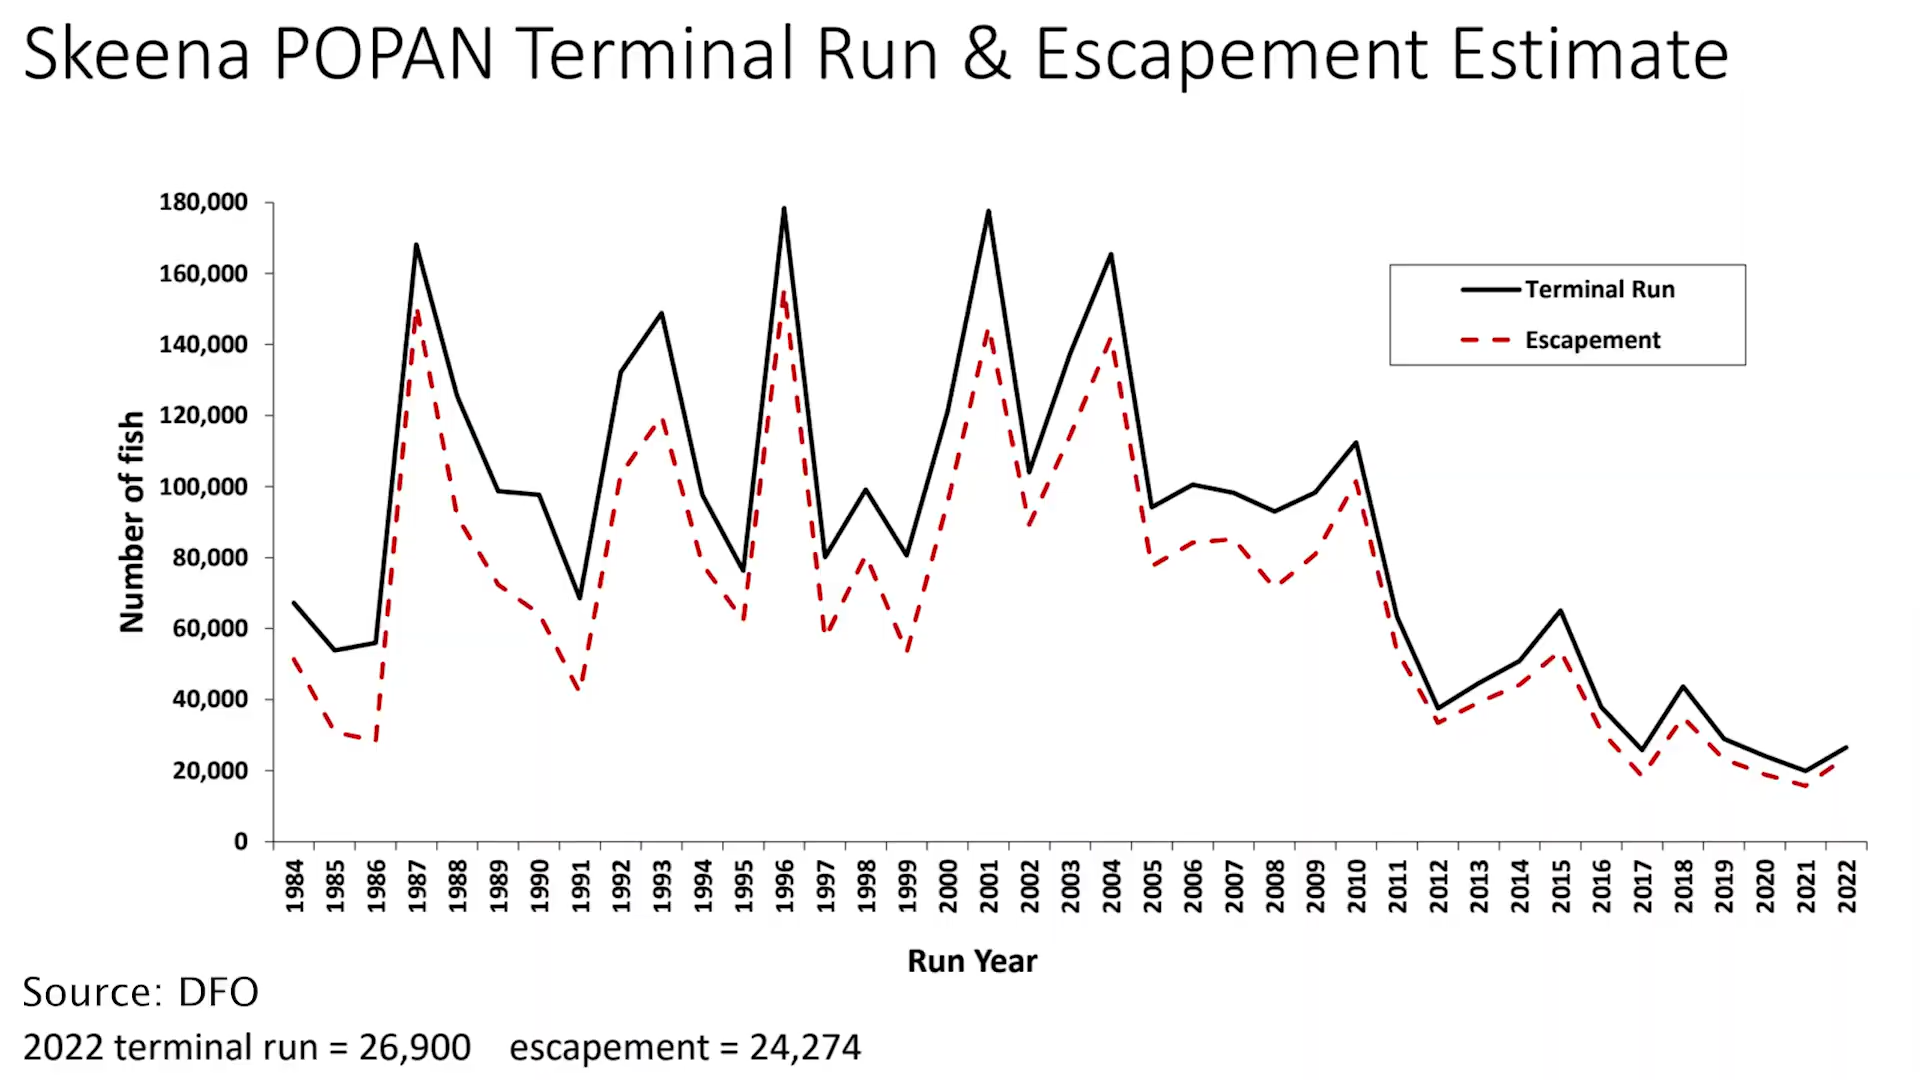 Skeena POPAN Terminal Run & Escapement Estimate
180,000
160,000
140,000
120,000
100,000
80,000
60,000
40,000
20,000
0
Number of fish
Terminal Run
Escapement
1984 1985 1986 1987 1988 1989 1990 1991 1992 1993 1994 1995 1996 1997 1998 1999 2000 2001 2002 2003 2004 2005 2006 2007 2008 2009 2010 2011 2012 2013 2014 2015 2016 2017 2018 2019 2020 2021 2022
Run Year
Source: DFO
2022 terminal run = 26,900 escapement = 24,274